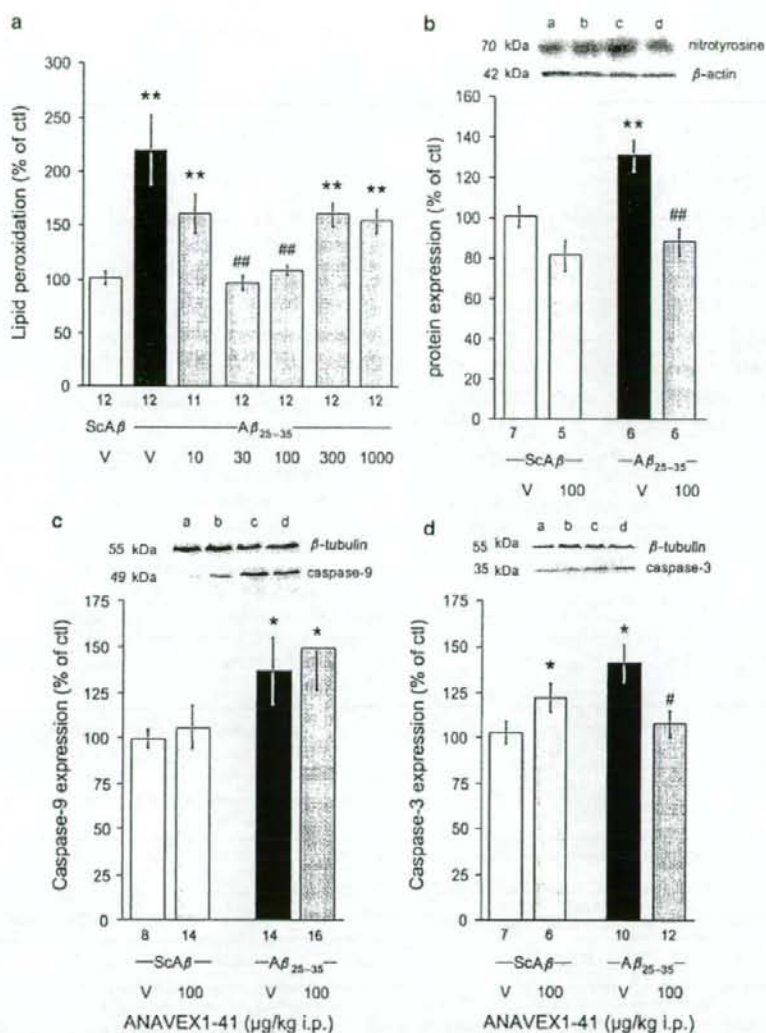 a
Lipid peroxidation (% of ctl)
300
250
200
150
100
50
0
**
**
##
##
**
**
12 12 11 12 12 12 12
ScAβ Aβ25–35
V V 10 30 100 300 1000
b
a b c d
70 kDa nitrotyrosine
42 kDa β-actin
protein expression (% of ctl)
160
140
120
100
80
60
40
20
0
**
##
7 5 6 6
ScAβ Aβ25–35
V 100 V 100
c
a b c d
55 kDa β-tubulin
49 kDa caspase-9
Caspase-9 expression (% of ctl)
175
150
125
100
75
50
25
0
*
*
8 14 14 16
ScAβ Aβ25–35
V 100 V 100
ANAVEX1-41 (μg/kg i.p.)
d
a b c d
55 kDa β-tubulin
35 kDa caspase-3
Caspase-3 expression (% of ctl)
175
150
125
100
75
50
25
0
*
*
#
7 6 10 12
ScAβ Aβ25–35
V 100 V 100
ANAVEX1-41 (μg/kg i.p.)